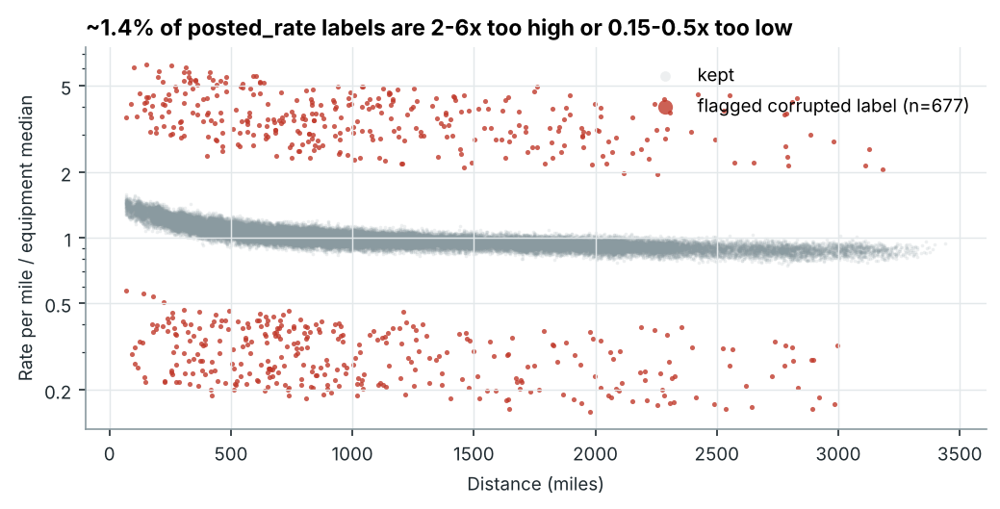 ~1.4% of posted_rate labels are 2-6x too high or 0.15-0.5x too low
kept
flagged corrupted label (n=677)
Rate per mile / equipment median
5
2
1
0.5
0.2
0
500
1000
1500
2000
2500
3000
3500
Distance (miles)